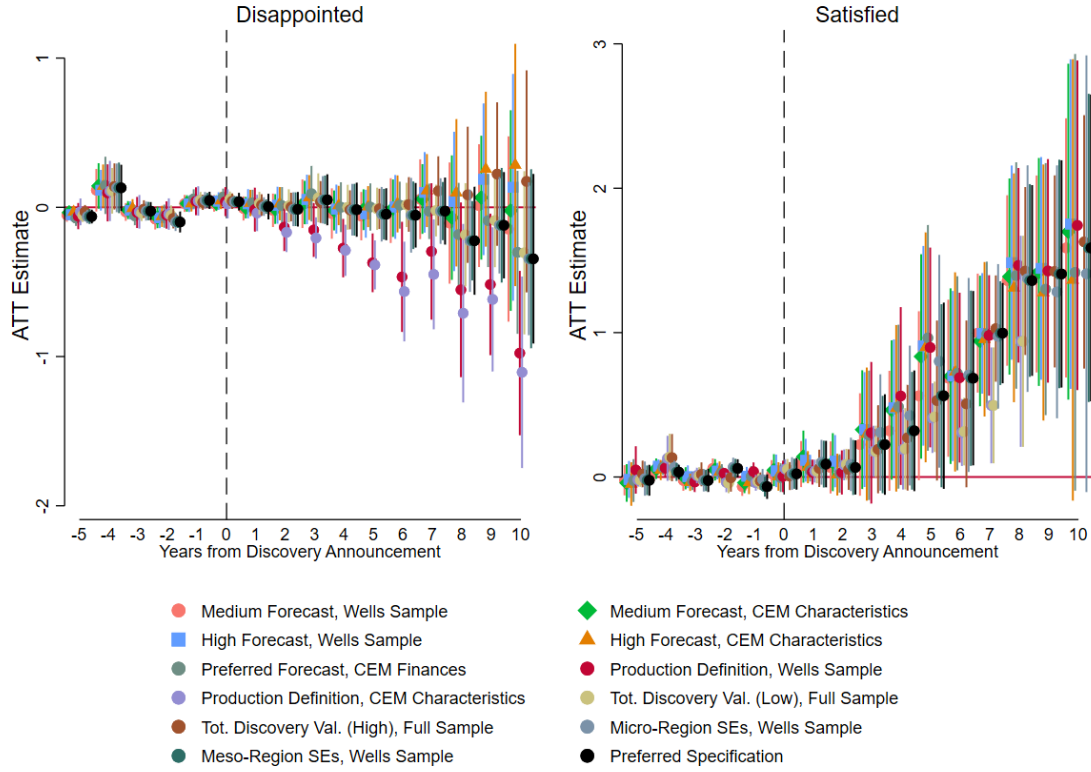 Disappointed
Satisfied
ATT Estimate
1
0
-1
-2
-5 -4 -3 -2 -1 0 1 2 3 4 5 6 7 8 9 10
Years from Discovery Announcement
ATT Estimate
3
2
1
0
-5 -4 -3 -2 -1 0 1 2 3 4 5 6 7 8 9 10
Years from Discovery Announcement
Medium Forecast, Wells Sample
Medium Forecast, CEM Characteristics
High Forecast, Wells Sample
High Forecast, CEM Characteristics
Preferred Forecast, CEM Finances
Production Definition, Wells Sample
Production Definition, CEM Characteristics
Tot. Discovery Val. (Low), Full Sample
Tot. Discovery Val. (High), Full Sample
Micro-Region SEs, Wells Sample
Meso-Region SEs, Wells Sample
Preferred Specification